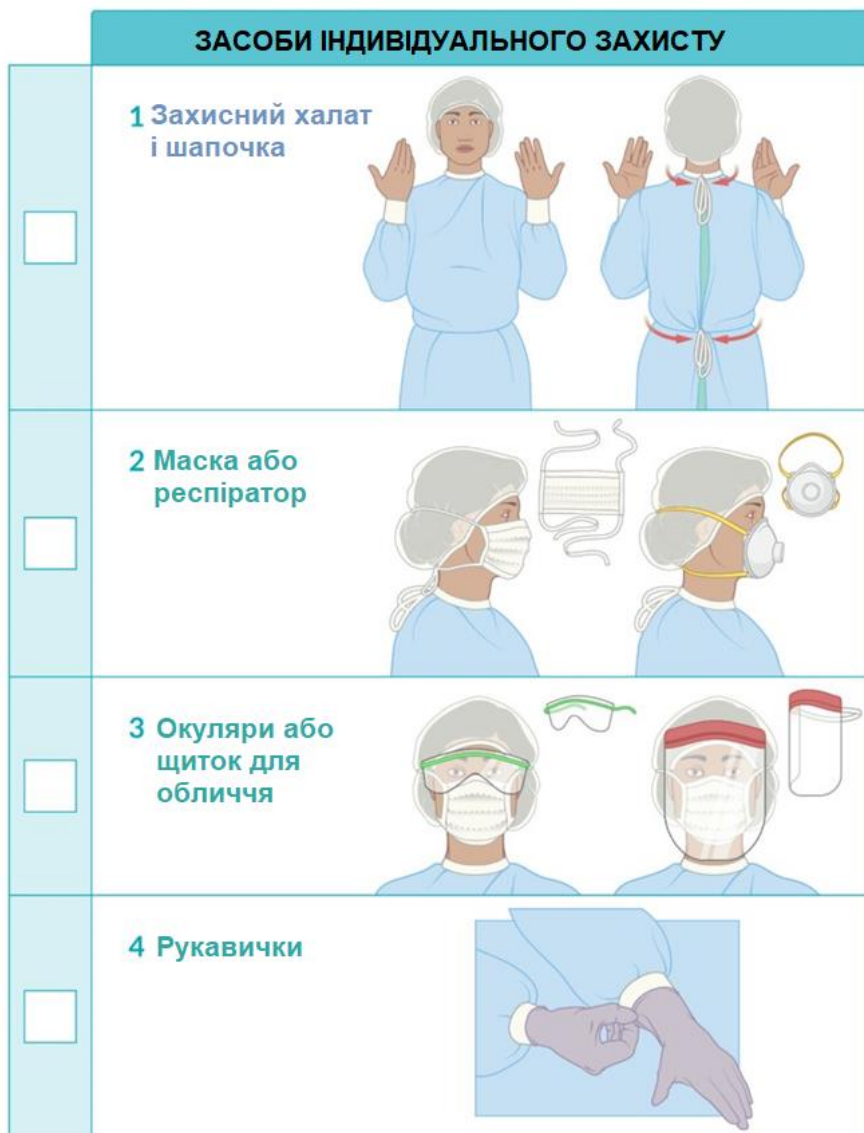 ЗАСОБИ ІНДИВІДУАЛЬНОГО ЗАХИСТУ
1 Захисний халат
і шапочка
2 Маска або
респіратор
3 Окуляри або
щиток для
обличчя
4 Рукавички